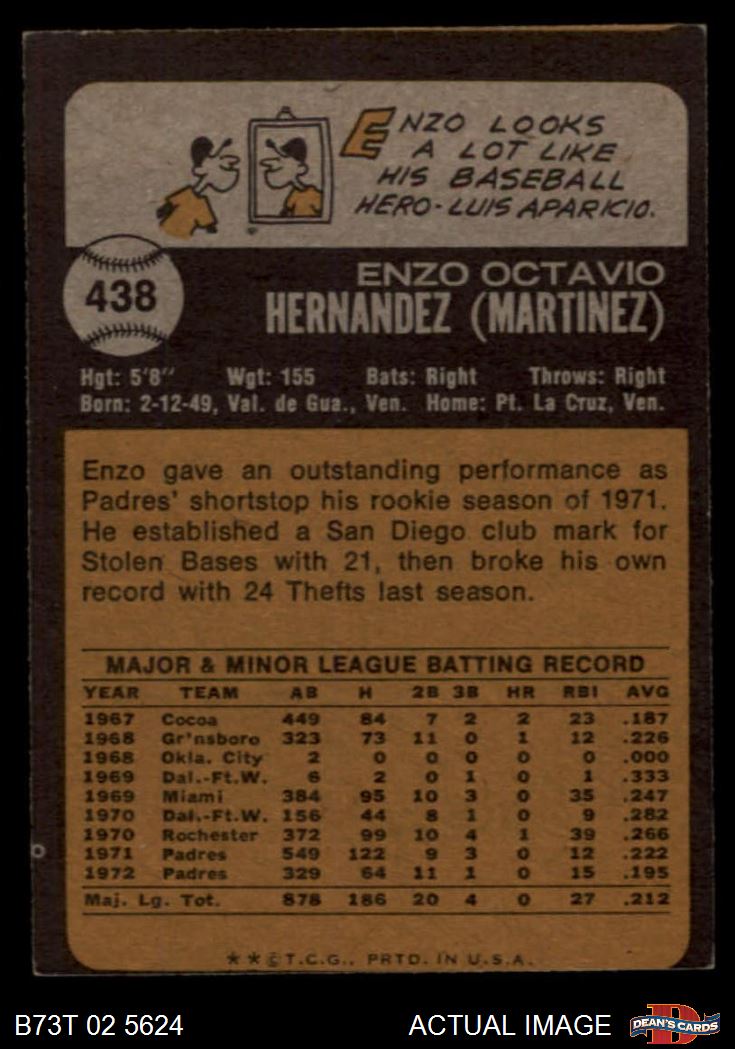 ENZO LOOKS
A LOT LIKE
HIS BASEBALL
HERO-LUIS APARICIO.
438
ENZO OCTAVIO
HERNANDEZ (MARTINEZ)
Hgt: 5'8" Wgt: 155 Bats: Right Throws: Right
Born: 2-12-49, Val. de Gua., Ven. Home: Pt. La Cruz, Ven.
Enzo gave an outstanding performance as
Padres' shortstop his rookie season of 1971.
He established a San Diego club mark for
Stolen Bases with 21, then broke his own
record with 24 Thefts last season.
MAJOR & MINOR LEAGUE BATTING RECORD
YEAR TEAM AB H 2B 3B HR RBI AVG
1967 Cocoa 449 84 7 2 2 23 .187
1968 Gr'nsboro 323 73 11 0 1 12 .226
1968 Okla. City 2 0 0 0 0 0 .000
1969 Dal.-Ft.W. 6 2 0 1 0 1 .333
1969 Miami 384 95 10 3 0 35 .247
1970 Dal.-Ft.W. 156 44 8 1 0 9 .282
1970 Rochester 372 99 10 4 1 39 .266
1971 Padres 549 122 9 3 0 12 .222
1972 Padres 329 64 11 1 0 15 .195
Maj. Lg. Tot. 878 186 20 4 0 27 .212
**©T.C.G., PRTD. IN U.S.A.
B73T 02 5624 ACTUAL IMAGE DEAN'S CARDS